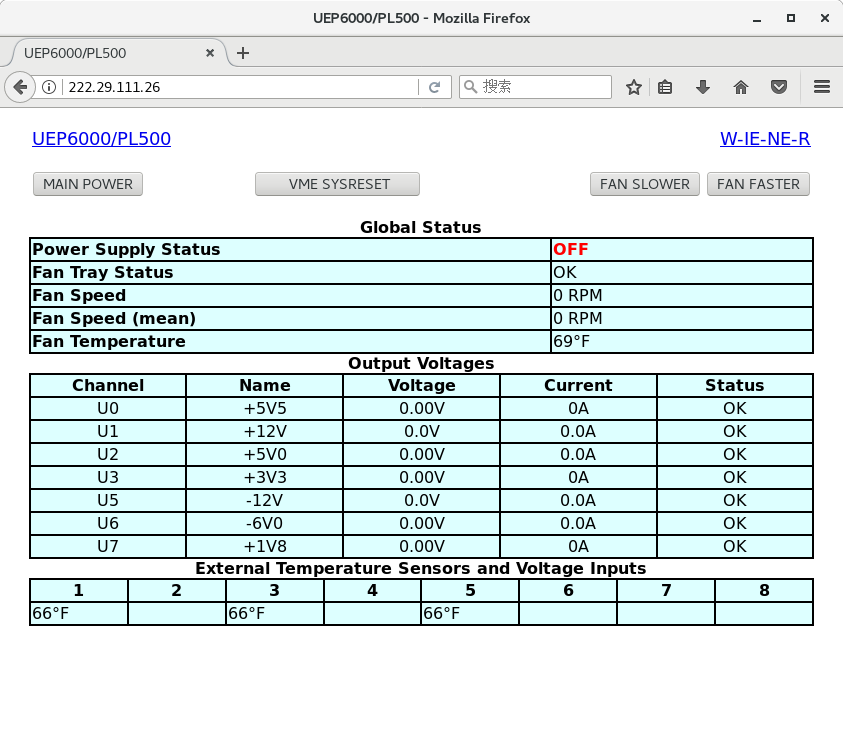 UEP6000/PL500 - Mozilla Firefox
UEP6000/PL500
222.29.111.26 搜索
UEP6000/PL500 W-IE-NE-R
MAIN POWER VME SYSRESET FAN SLOWER FAN FASTER
Global Status
Power Supply Status OFF
Fan Tray Status OK
Fan Speed 0 RPM
Fan Speed (mean) 0 RPM
Fan Temperature 69°F
Output Voltages
Channel Name Voltage Current Status
U0 +5V5 0.00V 0A OK
U1 +12V 0.0V 0.0A OK
U2 +5V0 0.00V 0.0A OK
U3 +3V3 0.00V 0A OK
U5 -12V 0.0V 0.0A OK
U6 -6V0 0.00V 0.0A OK
U7 +1V8 0.00V 0A OK
External Temperature Sensors and Voltage Inputs
1 2 3 4 5 6 7 8
66°F 66°F 66°F